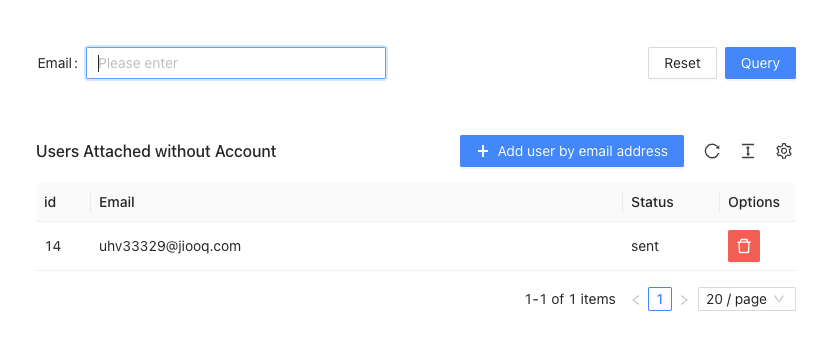 Email: Please enter Reset Query
Users Attached without Account + Add user by email address
id Email Status Options
14 uhv33329@jiooq.com sent
1-1 of 1 items < 1 > 20 / page